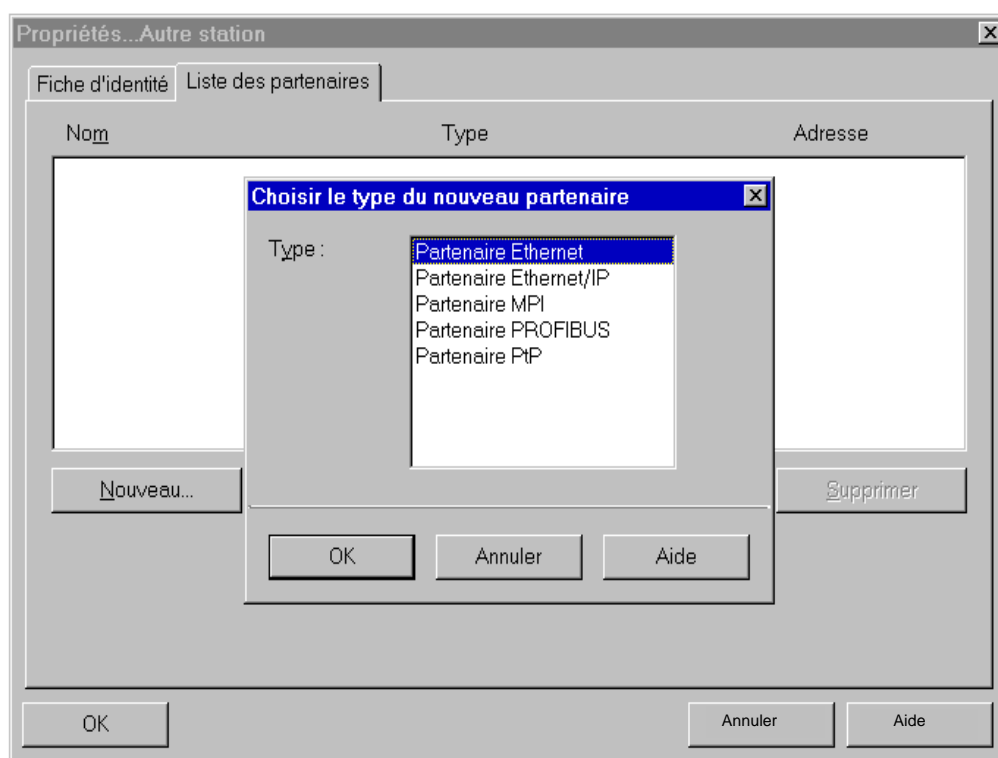 Propriétés...Autre station
Fiche d'identité Liste des partenaires
Nom Type Adresse
Choisir le type du nouveau partenaire
Type :
Partenaire Ethernet
Partenaire Ethernet/IP
Partenaire MPI
Partenaire PROFIBUS
Partenaire PtP
Nouveau... Supprimer
OK Annuler Aide
OK Annuler Aide